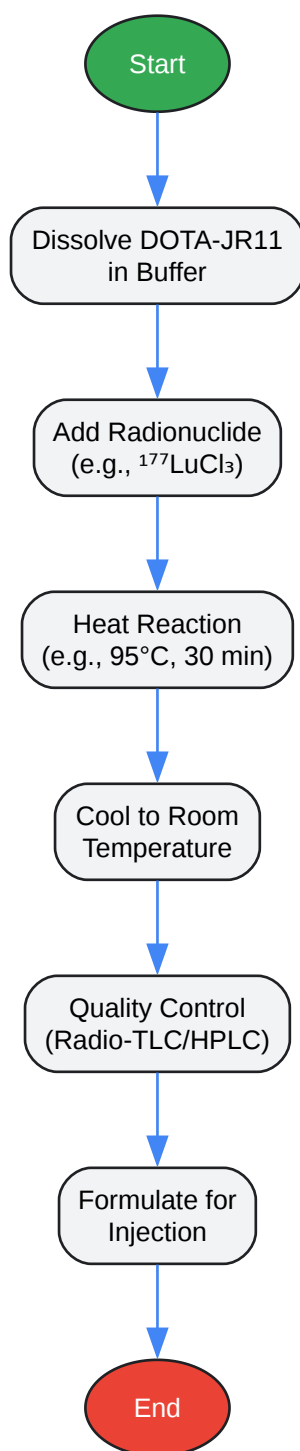 Start
Dissolve DOTA-JR11
in Buffer
Add Radionuclide
(e.g., ¹⁷⁷LuCl₃)
Heat Reaction
(e.g., 95°C, 30 min)
Cool to Room
Temperature
Quality Control
(Radio-TLC/HPLC)
Formulate for
Injection
End